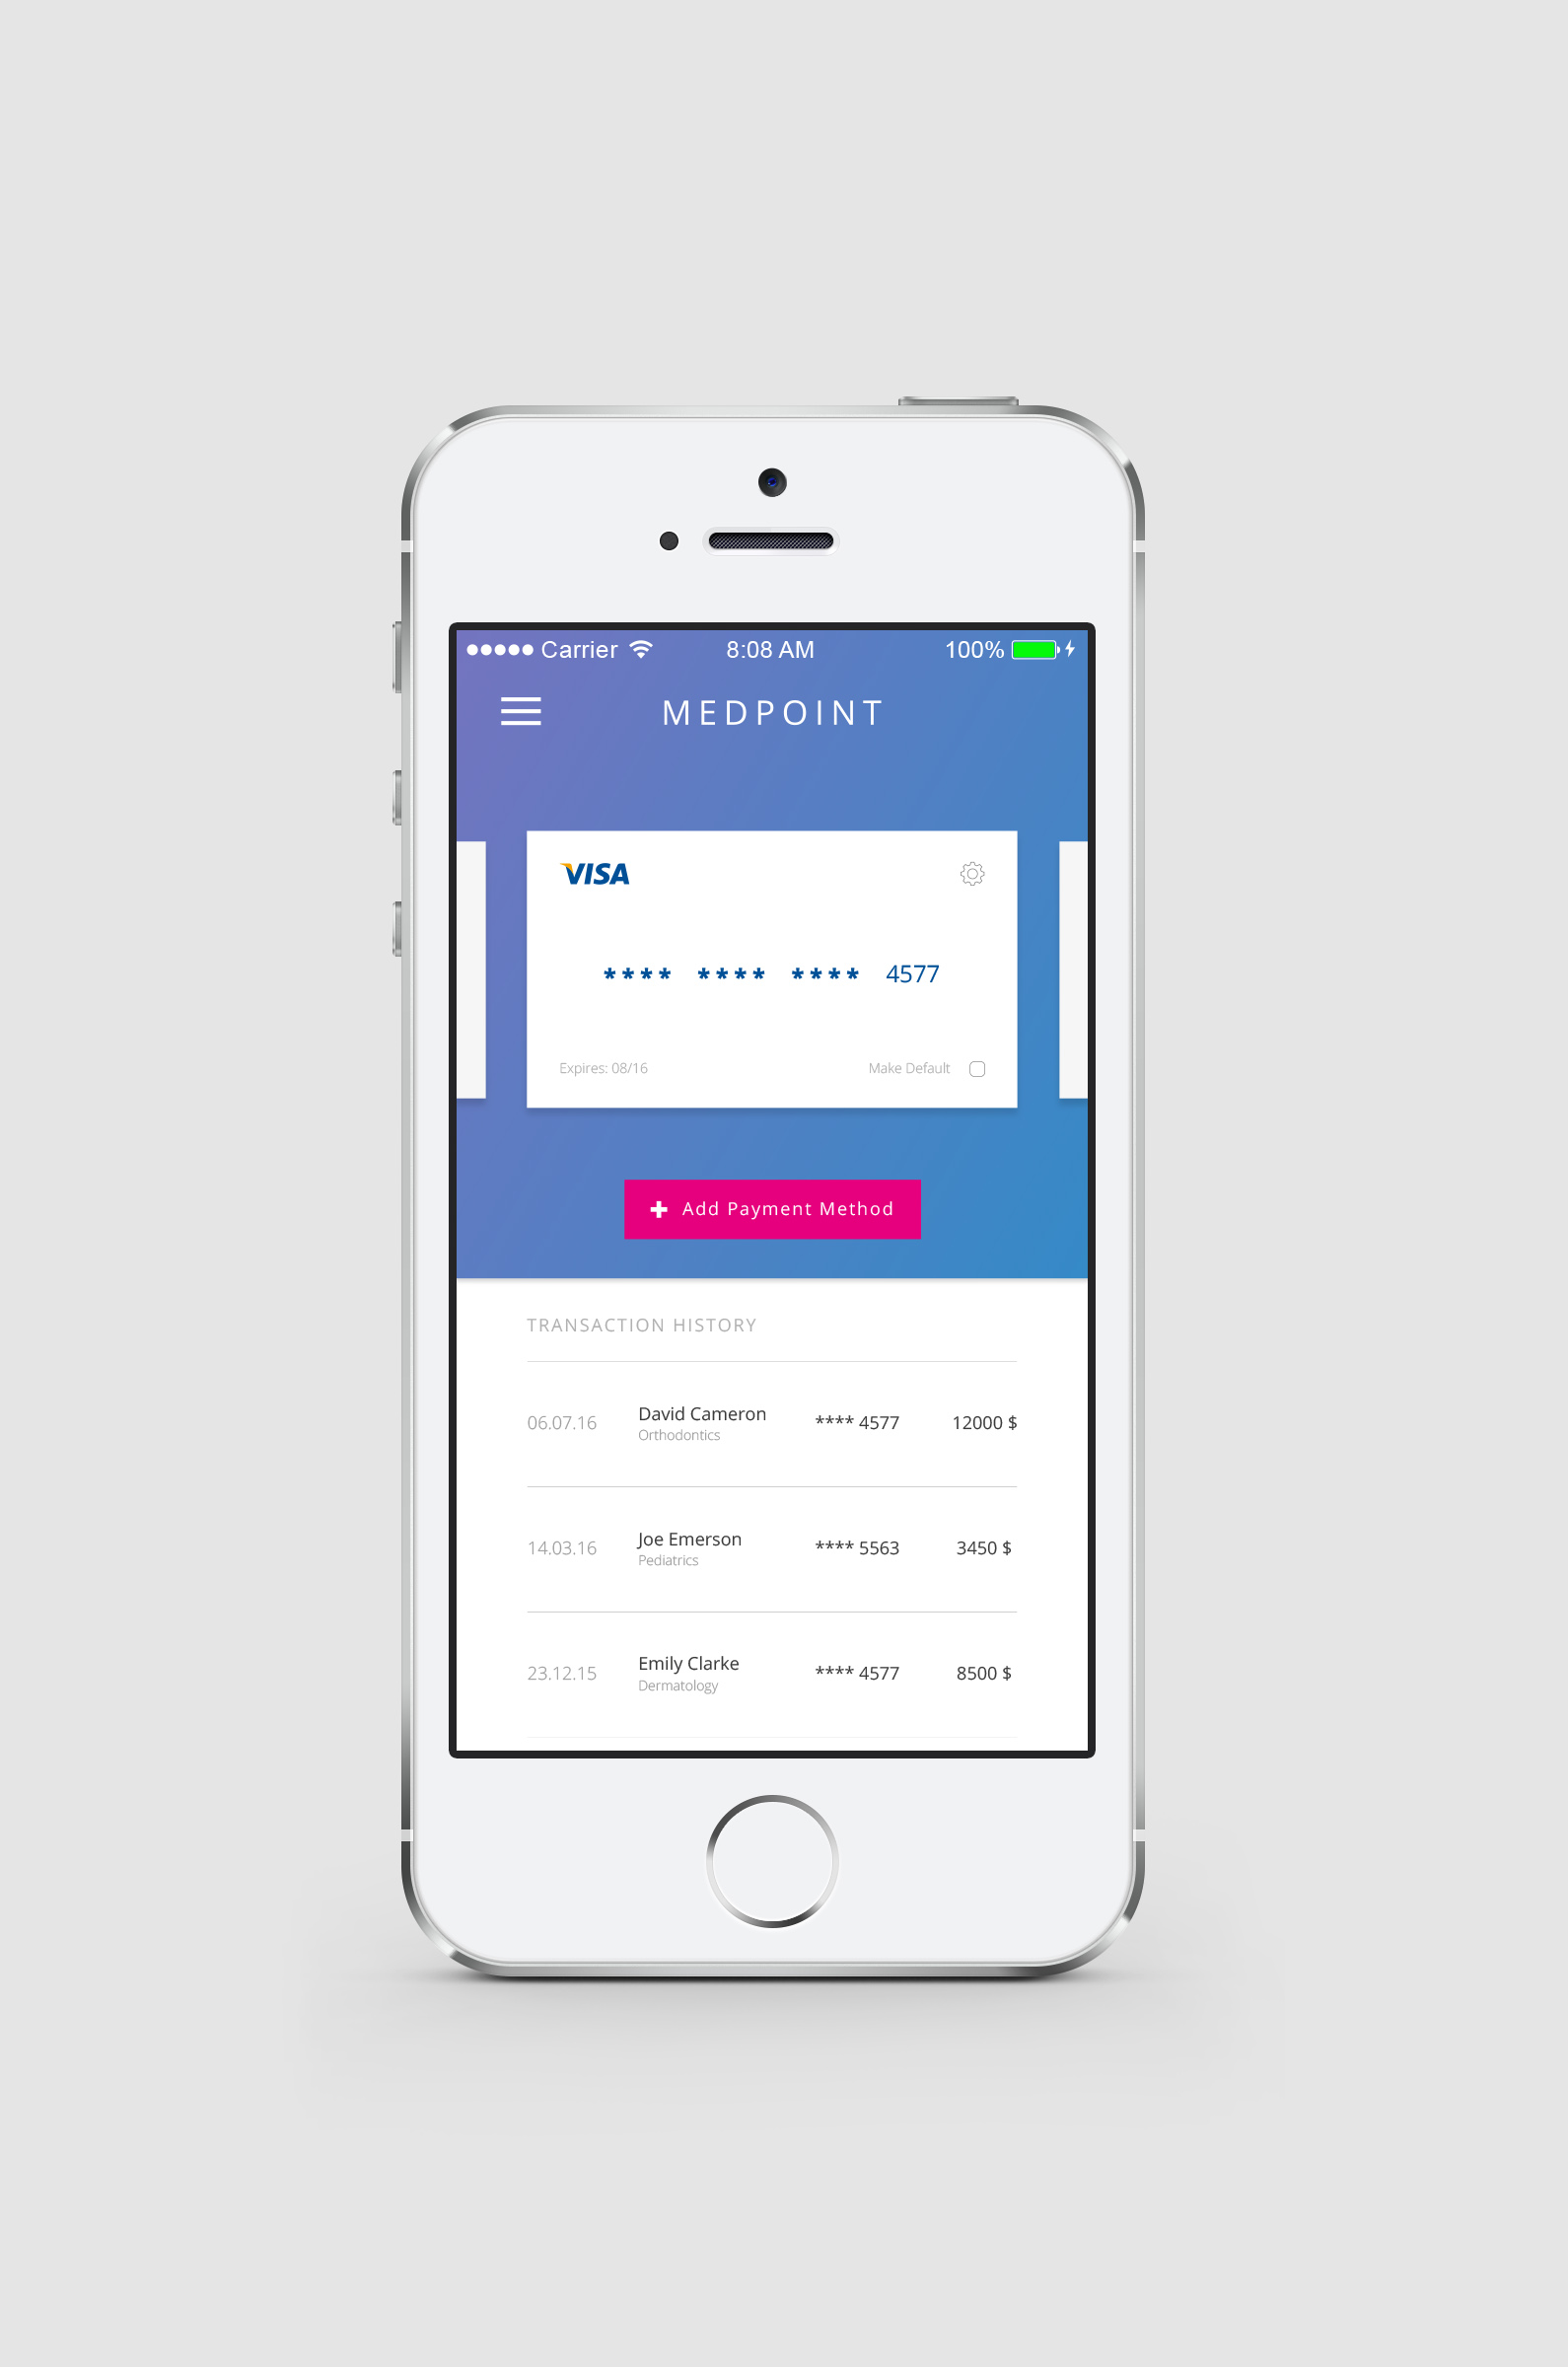 Carrier 8:08 AM 100%
MEDPOINT
VISA
**** **** **** 4577
Expires: 08/16 Make Default
Add Payment Method
TRANSACTION HISTORY
06.07.16 David Cameron **** 4577 12000 $
Orthodontics
14.03.16 Joe Emerson **** 5563 3450 $
Pediatrics
23.12.15 Emily Clarke **** 4577 8500 $
Dermatology